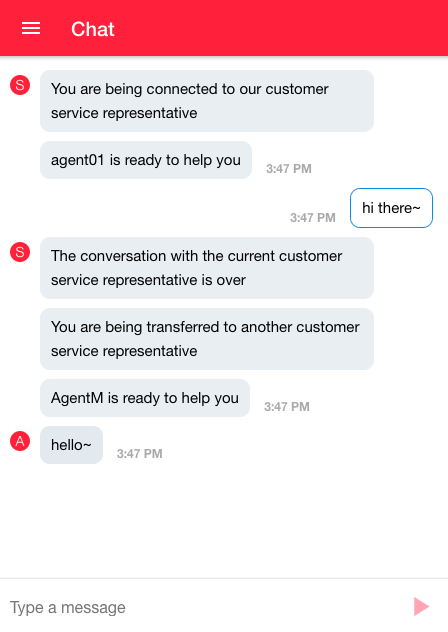 Chat
S
You are being connected to our customer
service representative
agent01 is ready to help you
3:47 PM
3:47 PM
hi there~
S
The conversation with the current customer
service representative is over
You are being transferred to another customer
service representative
AgentM is ready to help you
3:47 PM
A
hello~
3:47 PM
Type a message